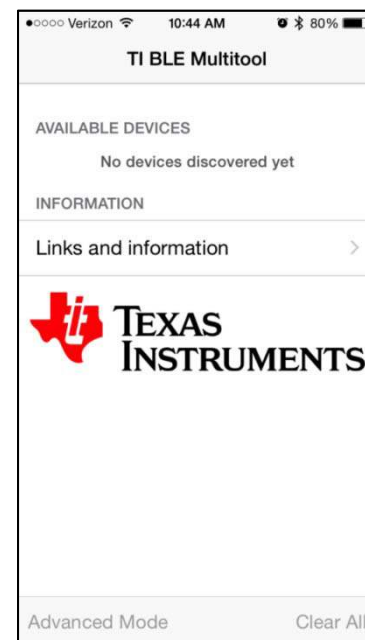 ●○○○○ Verizon 10:44 AM 80%
TI BLE Multitool
AVAILABLE DEVICES
No devices discovered yet
INFORMATION
Links and information
TEXAS
INSTRUMENTS
Advanced Mode Clear All